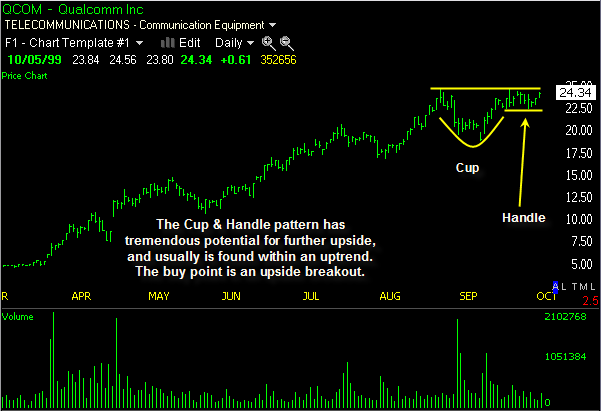 QCOM - Qualcomm Inc
TELECOMMUNICATIONS - Communication Equipment
F1 - Chart Template #1 Edit Daily
10/05/99 23.84 24.56 23.80 24.34 +0.61 352656
Price Chart
25.00
24.34
22.50
20.00
17.50
15.00
12.50
10.00
7.50
5.00
2.5
Cup
Handle
The Cup & Handle pattern has
tremendous potential for further upside,
and usually is found within an uptrend.
The buy point is an upside breakout.
A L T M L
R APR MAY JUN JUL AUG SEP OCT
Volume
2102768
1051384
0